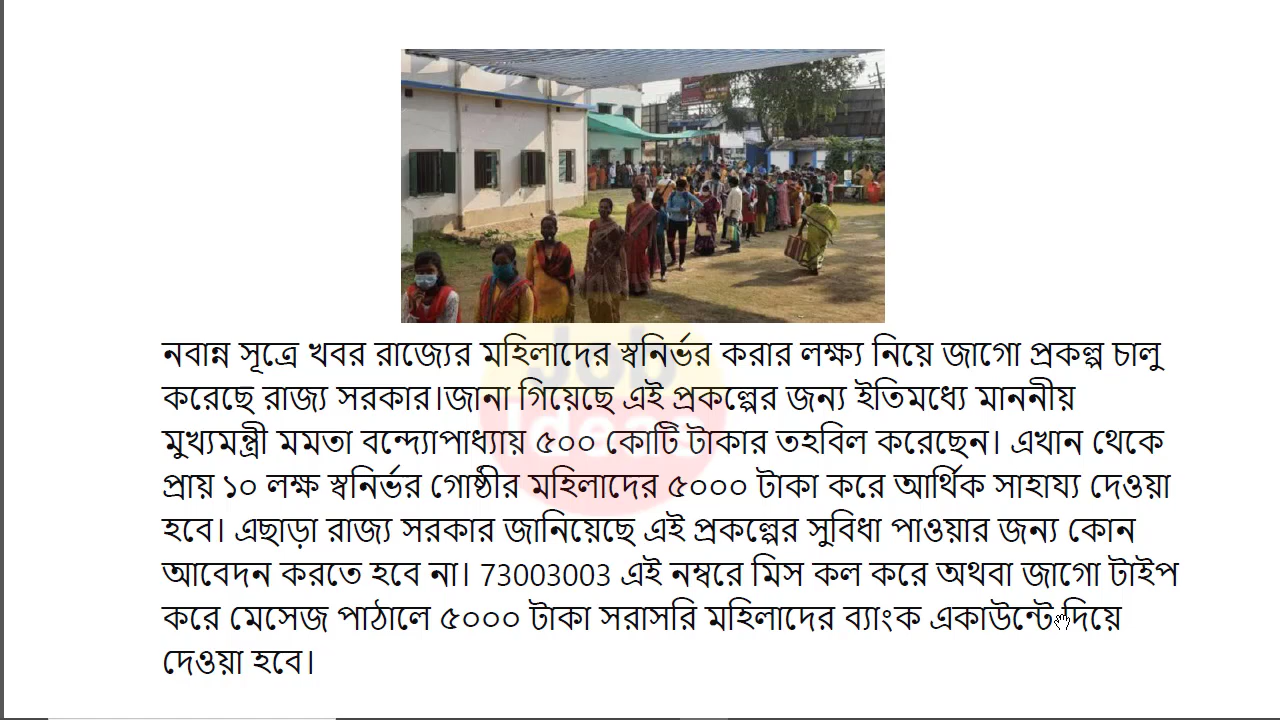 নবান্ন সূত্রে খবর রাজ্যের মহিলাদের স্বনির্ভর করার লক্ষ্য নিয়ে জাগো প্রকল্প চালু
করেছে রাজ্য সরকার।জানা গিয়েছে এই প্রকল্পের জন্য ইতিমধ্যে মাননীয়
মুখ্যমন্ত্রী মমতা বন্দ্যোপাধ্যায় ৫০০ কোটি টাকার তহবিল করেছেন। এখান থেকে
প্রায় ১০ লক্ষ স্বনির্ভর গোষ্ঠীর মহিলাদের ৫০০০ টাকা করে আর্থিক সাহায্য দেওয়া
হবে। এছাড়া রাজ্য সরকার জানিয়েছে এই প্রকল্পের সুবিধা পাওয়ার জন্য কোন
আবেদন করতে হবে না। 73003003 এই নম্বরে মিস কল করে অথবা জাগো টাইপ
করে মেসেজ পাঠালে ৫০০০ টাকা সরাসরি মহিলাদের ব্যাংক একাউন্টে দিয়ে
দেওয়া হবে।
Job
Ideas